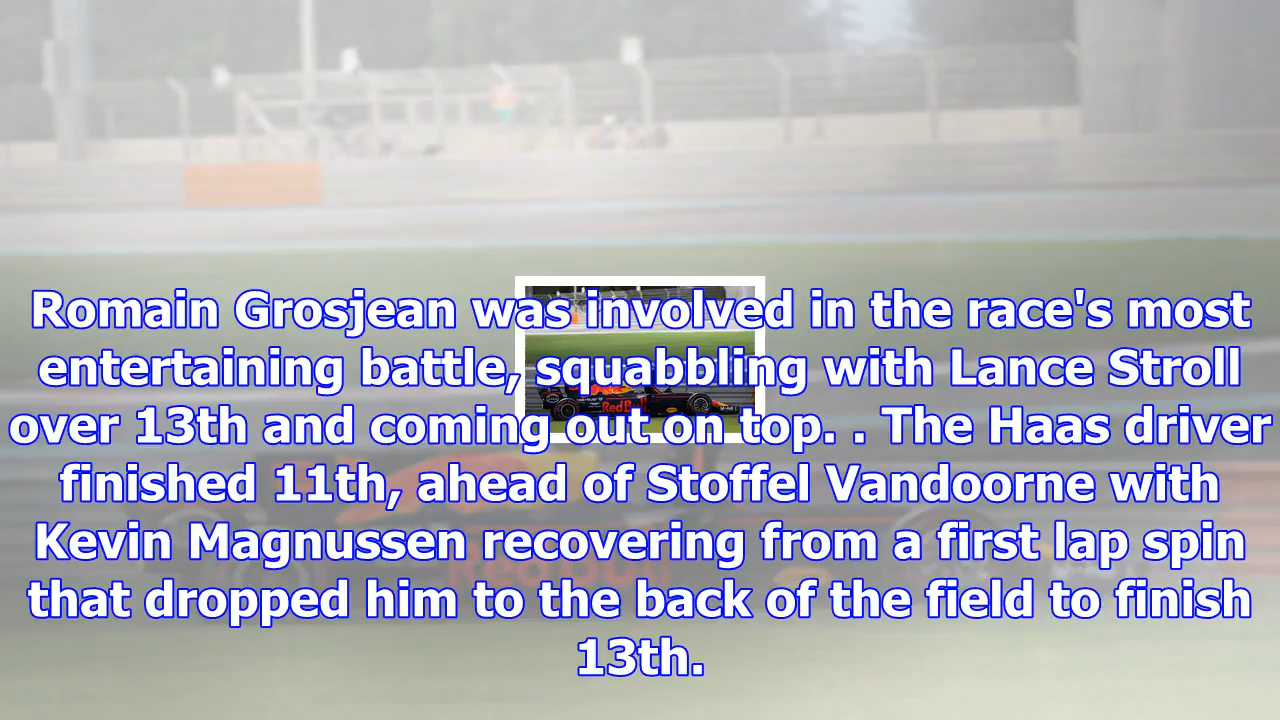 Romain Grosjean was involved in the race's most
entertaining battle, squabbling with Lance Stroll
over 13th and coming out on top. . The Haas driver
finished 11th, ahead of Stoffel Vandoorne with
Kevin Magnussen recovering from a first lap spin
that dropped him to the back of the field to finish
13th.
Red Bull